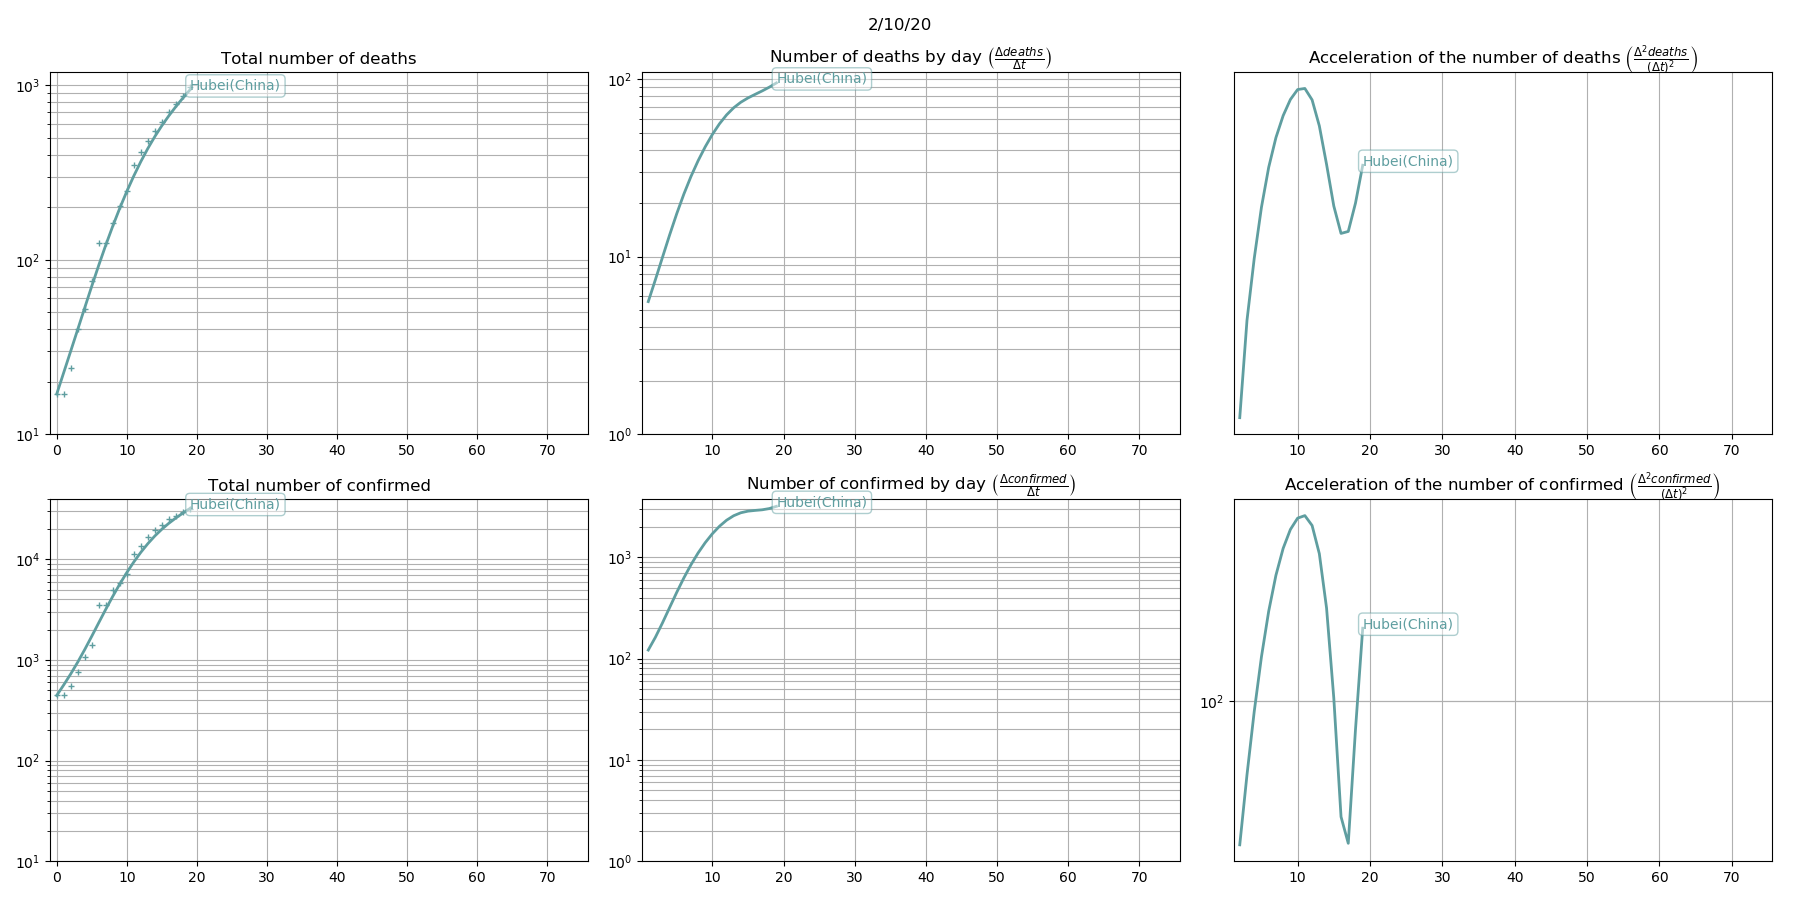 2/10/20
Total number of deaths
Number of deaths by day (Δdeaths/Δt)
Acceleration of the number of deaths (Δ²deaths/(Δt)²)
10³
10²
10¹
0 10 20 30 40 50 60 70
Hubei(China)
10²
10¹
10⁰
10 20 30 40 50 60 70
Hubei(China)
10 20 30 40 50 60 70
Hubei(China)
Total number of confirmed
Number of confirmed by day (Δconfirmed/Δt)
Acceleration of the number of confirmed (Δ²confirmed/(Δt)²)
10⁴
10³
10²
10¹
0 10 20 30 40 50 60 70
Hubei(China)
10³
10²
10¹
10⁰
10 20 30 40 50 60 70
Hubei(China)
10²
10 20 30 40 50 60 70
Hubei(China)